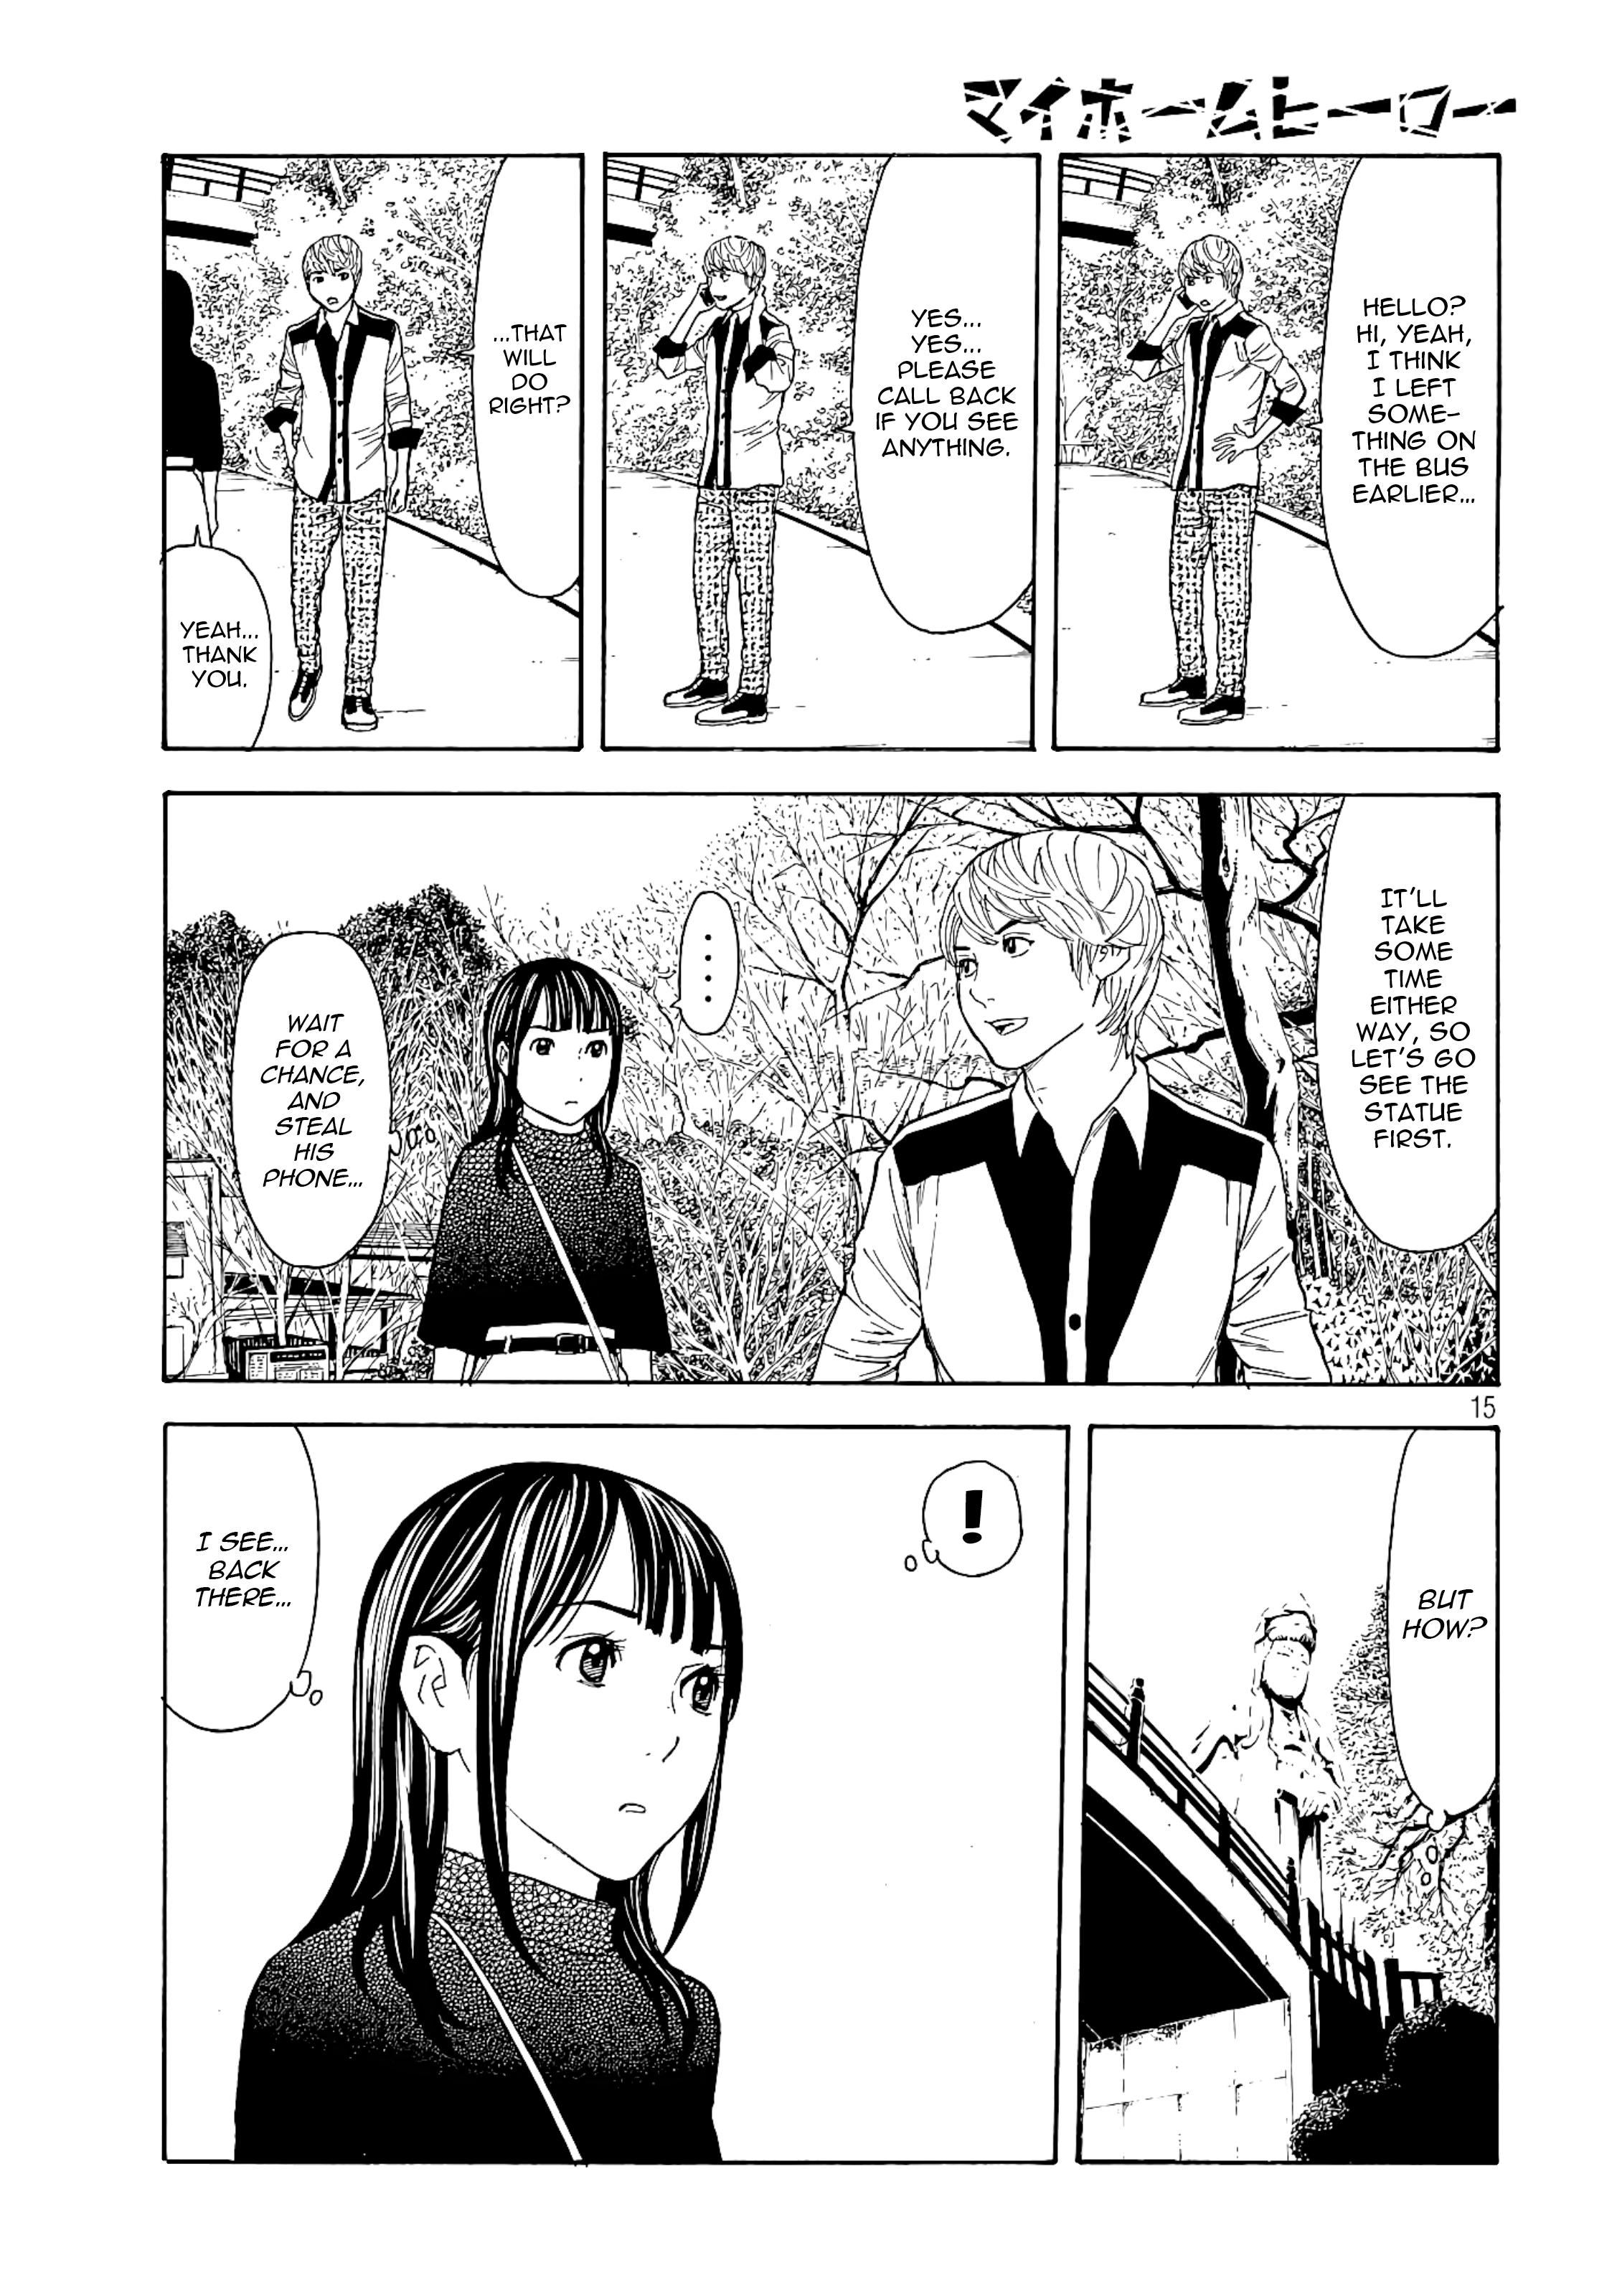 マイホームヒーロー
HELLO?
HI, YEAH,
I THINK
I LEFT
SOME-
THING ON
THE BUS
EARLIER...
YES...
YES...
PLEASE
CALL BACK
IF YOU SEE
ANYTHING.
...THAT
WILL
DO
RIGHT?
YEAH...
THANK
YOU.
IT'LL
TAKE
SOME
TIME
EITHER
WAY, SO
LET'S GO
SEE THE
STATUE
FIRST.
....
WAIT
FOR A
CHANCE,
AND
STEAL
HIS
PHONE...
15
BUT
HOW?
!
I SEE...
BACK
THERE...